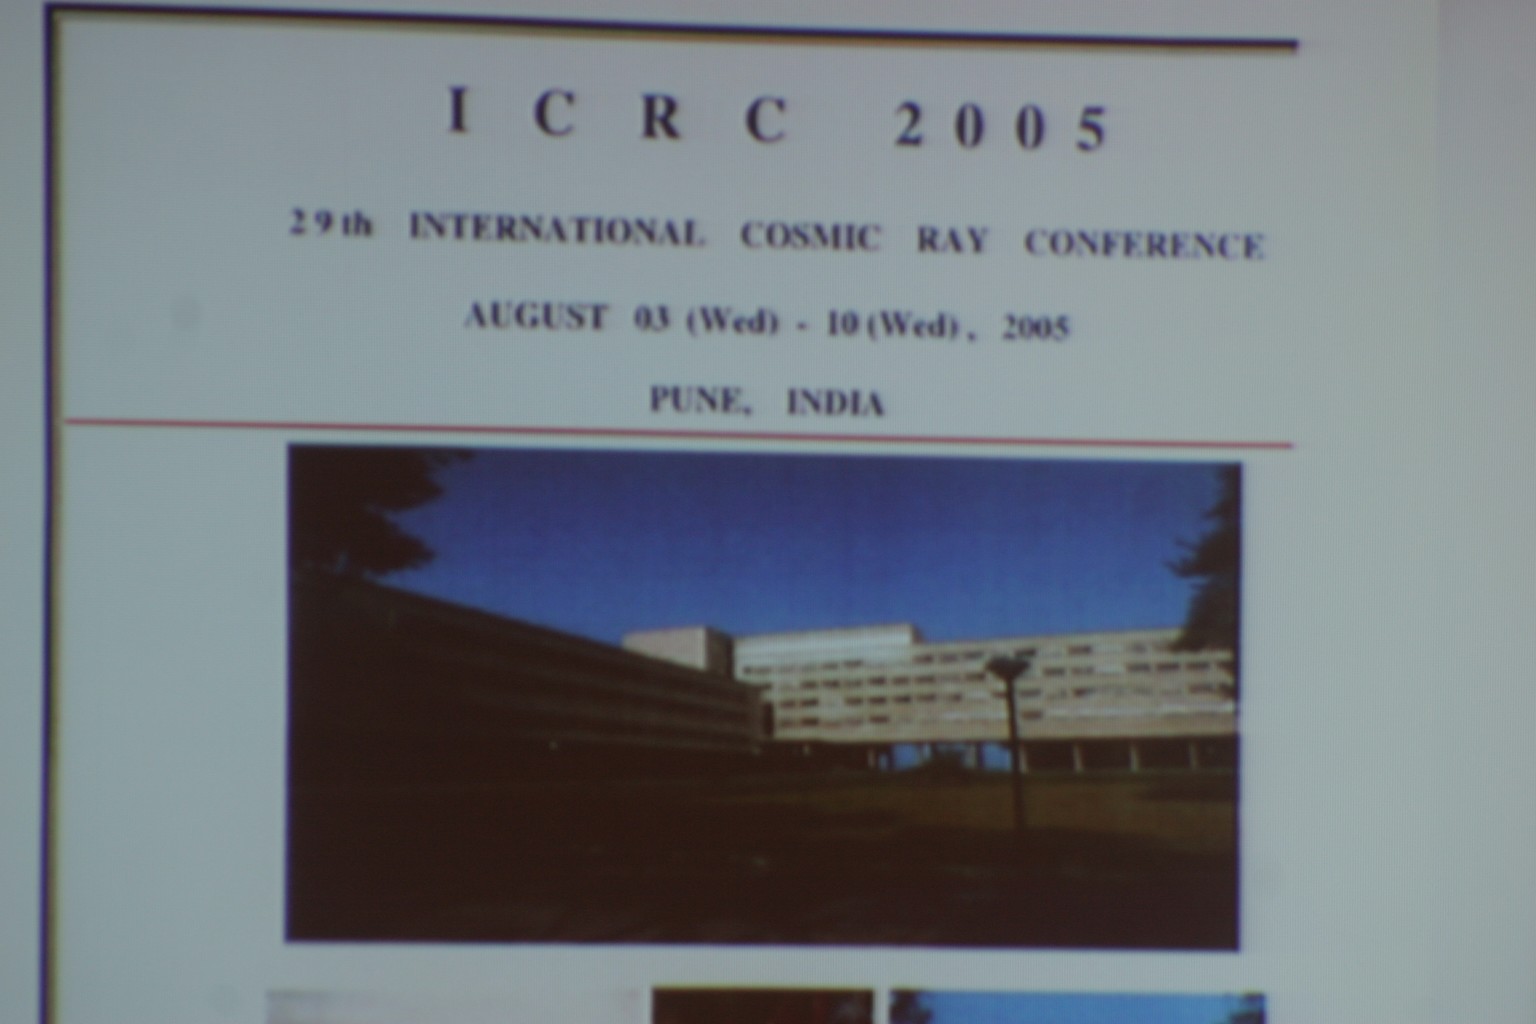 I C R C 2005
29th INTERNATIONAL COSMIC RAY CONFERENCE
AUGUST 03 (Wed) - 10 (Wed), 2005
PUNE, INDIA